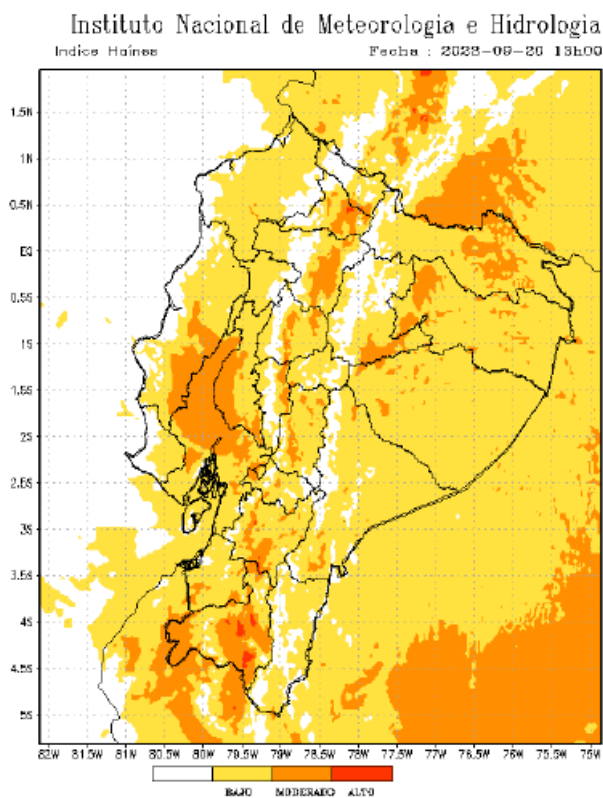 Instituto Nacional de Meteorologia e Hidrologia
Indice Haines Fecha : 2023-09-20 13h00
1.5N
1N
0.5N
EQ
0.5S
1S
1.5S
2S
2.5S
3S
3.5S
4S
4.5S
5S
82W 81.5W 81W 80.5W 80W 79.5W 79W 78.5W 78W 77.5W 77W 76.5W 76W 75.5W 75W
BAJO MODERADO ALTO